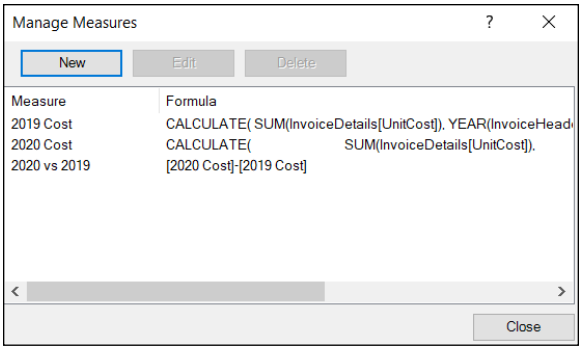 Manage Measures ? ×
New Edit Delete
Measure Formula
2019 Cost CALCULATE( SUM(InvoiceDetails[UnitCost]), YEAR(InvoiceHeade
2020 Cost CALCULATE( SUM(InvoiceDetails[UnitCost]),
2020 vs 2019 [2020 Cost]-[2019 Cost]
Close